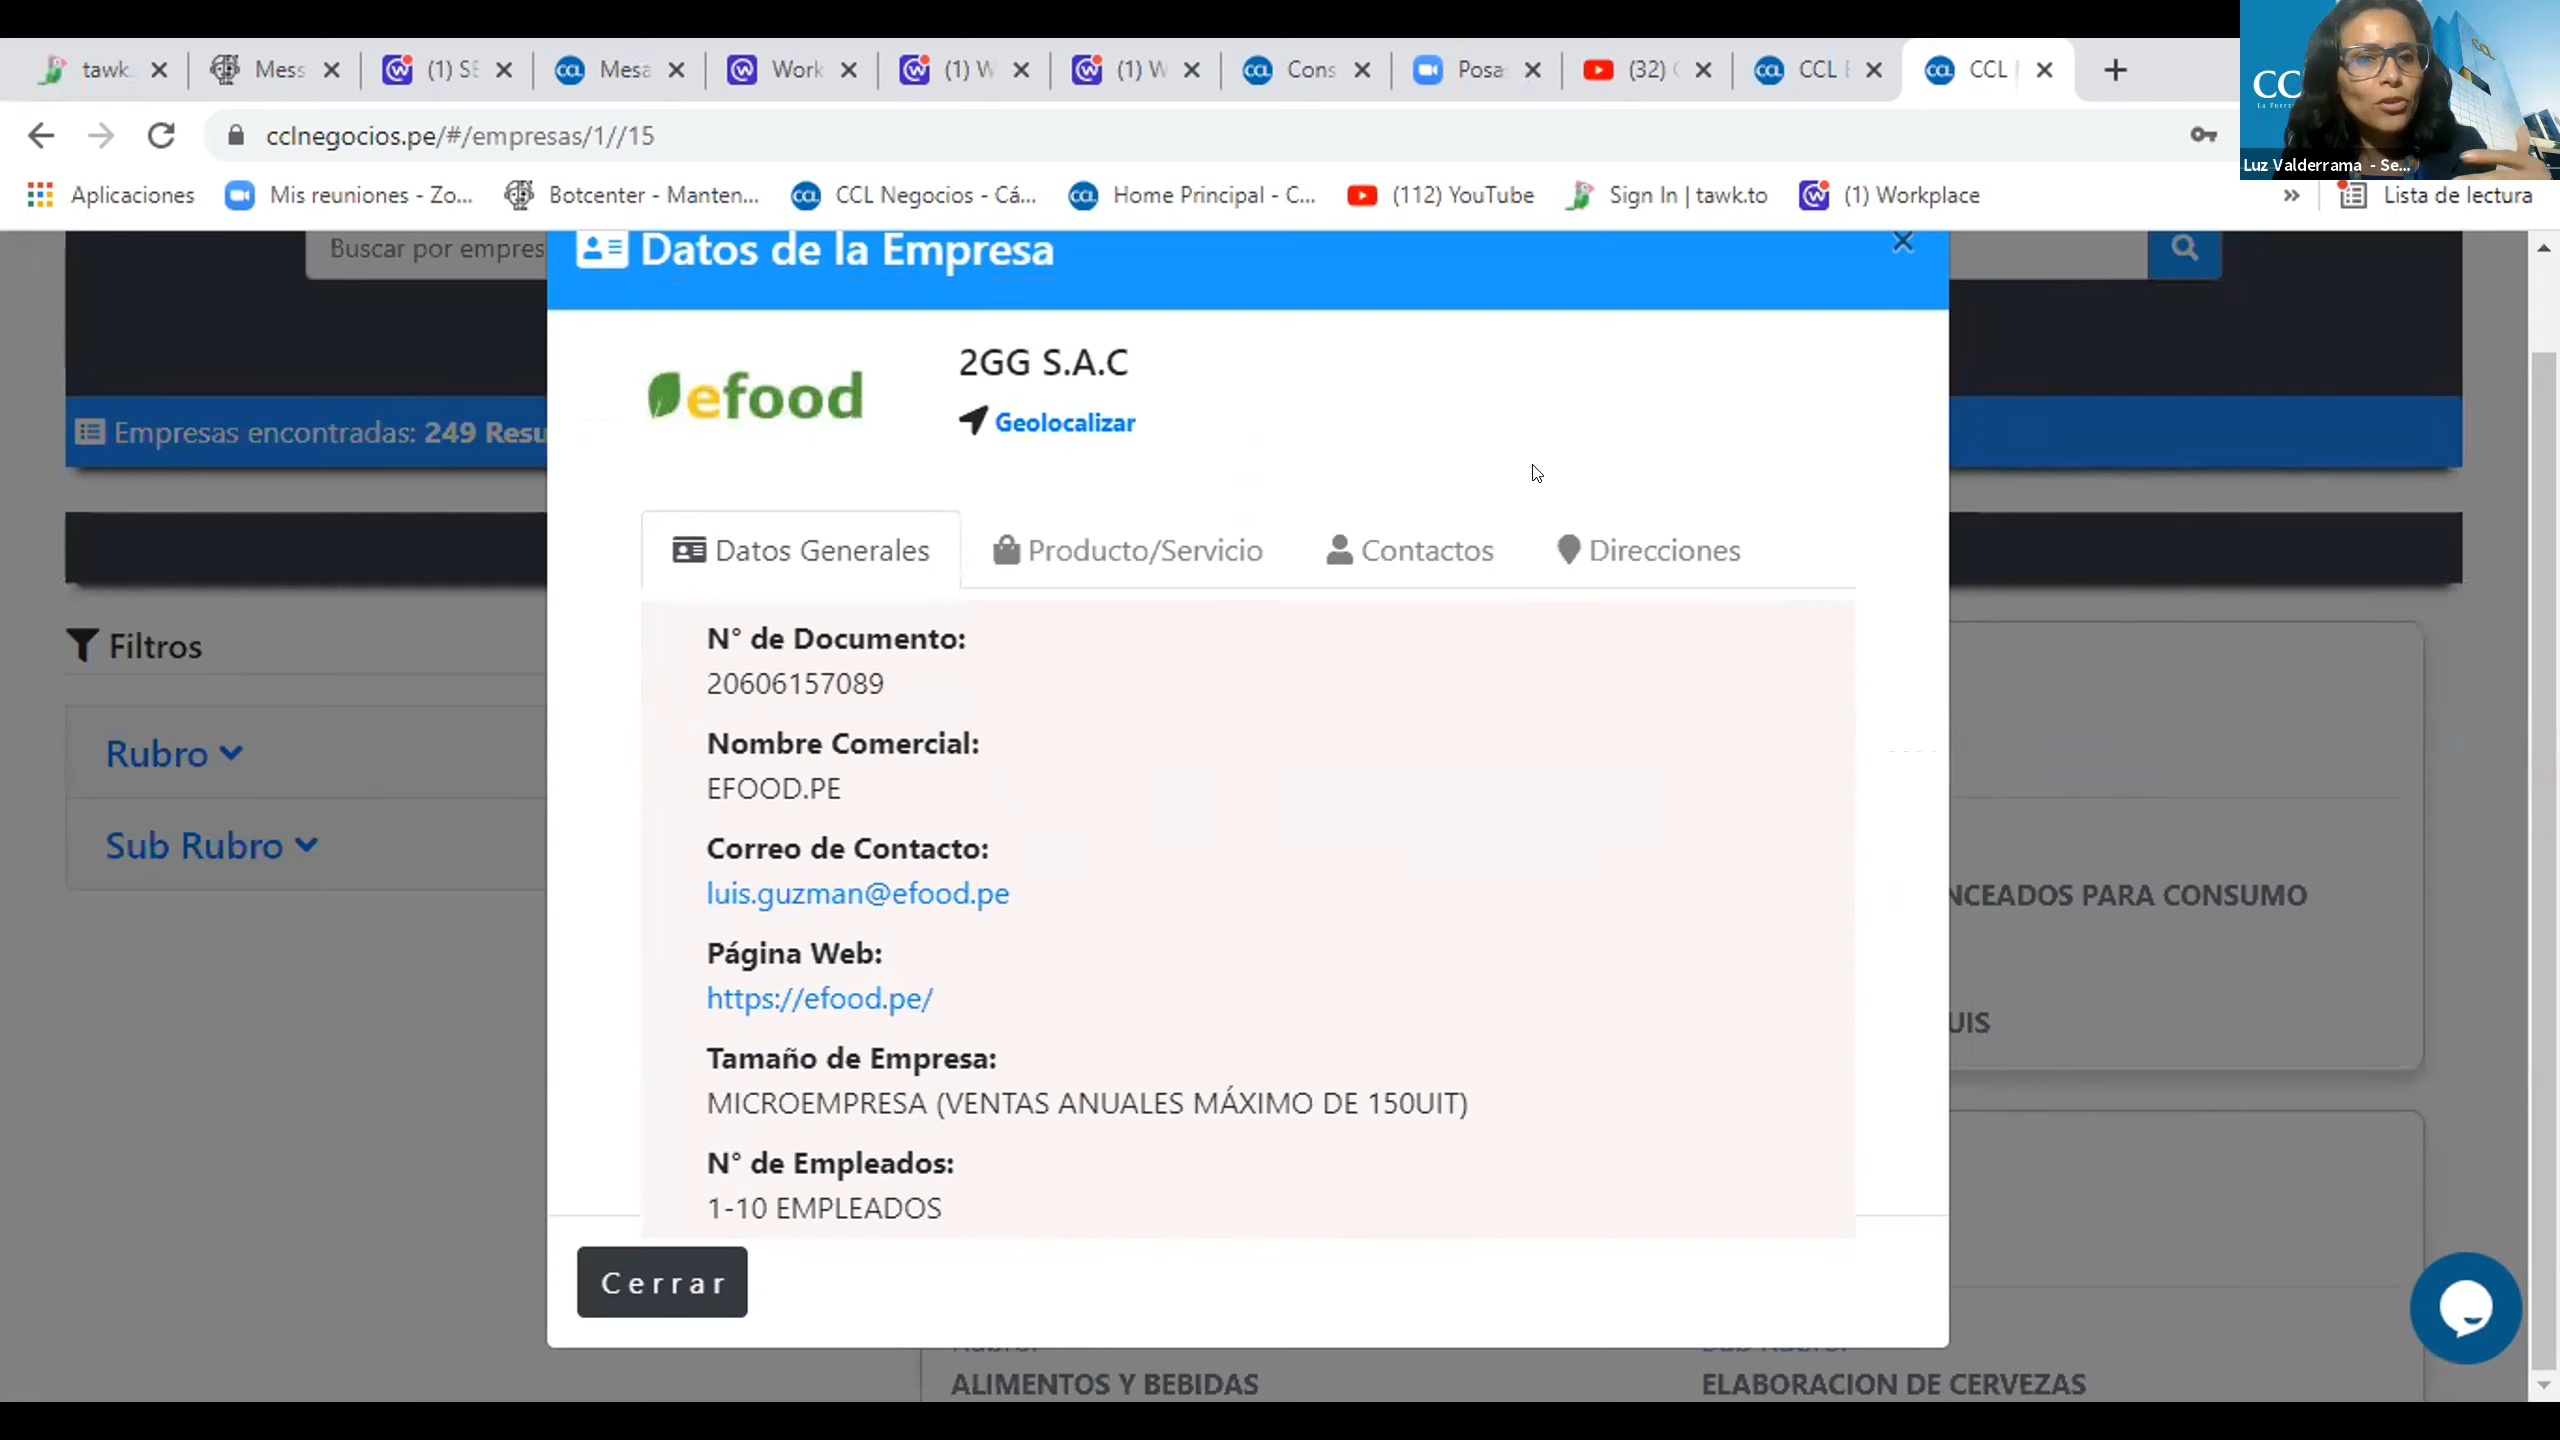 tawk
Mess
(1) SE
Mesa
Work
(1) W
(1) W
Cons
Posa
(32)
CCL
CCL
cclnegocios.pe/#/empresas/1//15
CC
Luz Valderrama - Se...
Aplicaciones
Mis reuniones - Zo...
Botcenter - Manten...
CCL Negocios - Cá...
Home Principal - C...
(112) YouTube
Sign In | tawk.to
(1) Workplace
»
Lista de lectura
Buscar por empres
Datos de la Empresa
efood
2GG S.A.C
Geolocalizar
Empresas encontradas: 249 Resu
Datos Generales
Producto/Servicio
Contactos
Direcciones
Filtros
Rubro
Sub Rubro
N° de Documento:
20606157089
Nombre Comercial:
EFOOD.PE
Correo de Contacto:
luis.guzman@efood.pe
Página Web:
https://efood.pe/
Tamaño de Empresa:
MICROEMPRESA (VENTAS ANUALES MÁXIMO DE 150UIT)
N° de Empleados:
1-10 EMPLEADOS
NCEADOS PARA CONSUMO
UIS
Cerrar
ALIMENTOS Y BEBIDAS
ELABORACION DE CERVEZAS